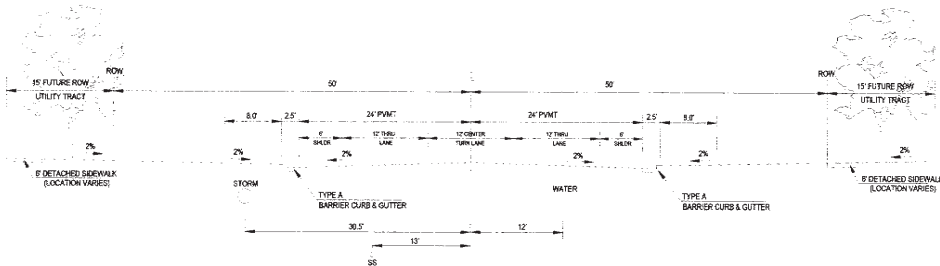 ROW
ROW
15' FUTURE ROW
50'
50'
15' FUTURE ROW
UTILITY TRACT
UTILITY TRACT
8.0'
2.5'
24' PVMT
24' PVMT
2.5'
8.0'
6'
SHLDR
12' THRU
LANE
12' CENTER
TURN LANE
12' THRU
LANE
6'
SHLDR
2%
2%
2%
2%
2%
2%
DETACHED SIDEWALK
(LOCATION VARIES)
STORM
TYPE A
BARRIER CURB & GUTTER
WATER
TYPE A
BARRIER CURB & GUTTER
DETACHED SIDEWALK
(LOCATION VARIES)
30.5'
12'
13'
SS